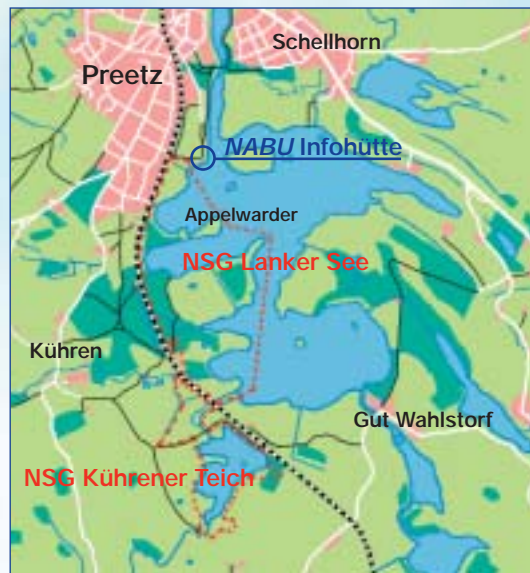 Schellhorn
Preetz
NABU Infohütte
Appelwarder
NSG Lanker See
Kühren
Gut Wahlstorf
NSG Kührener Teich